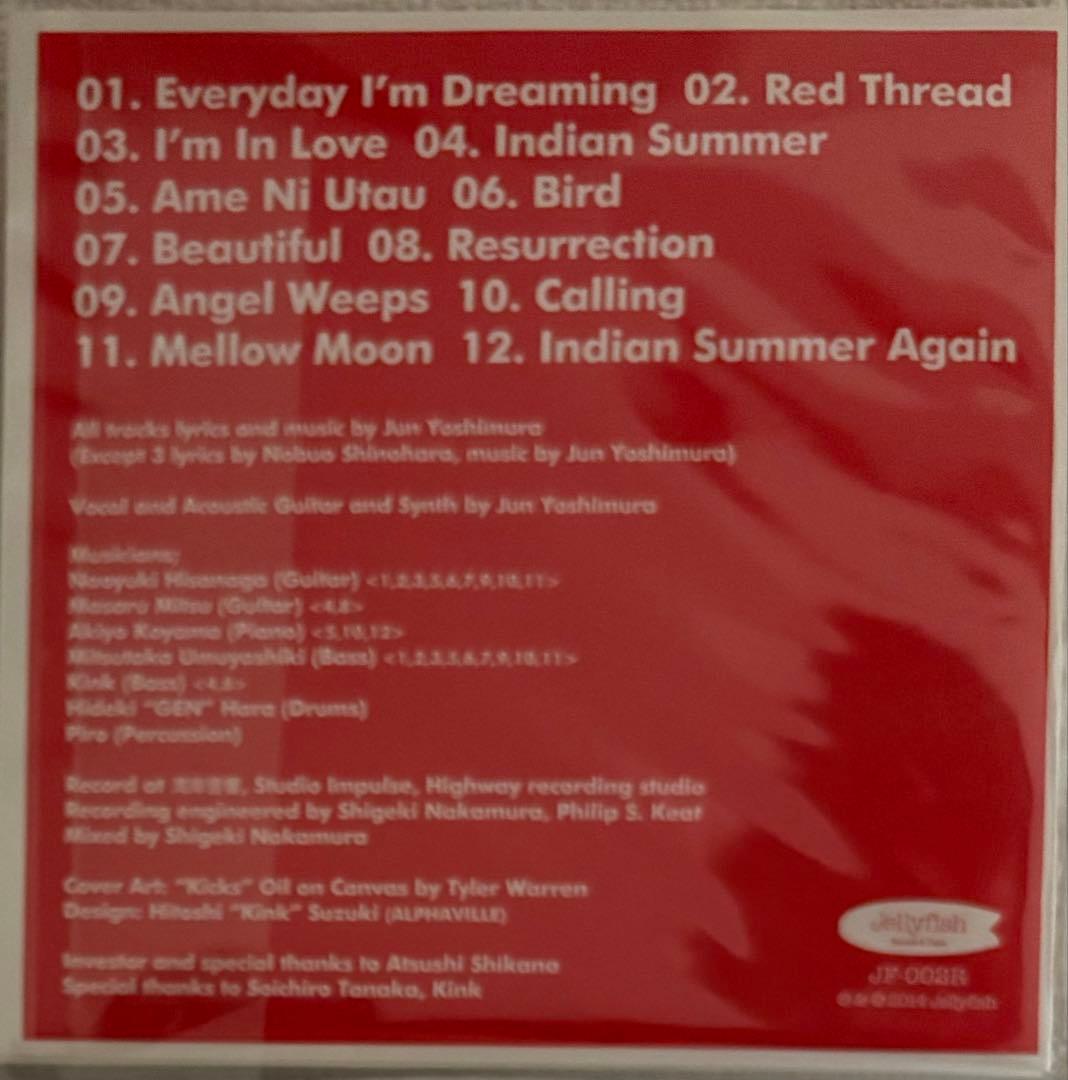 01. Everyday I'm Dreaming 02. Red Thread
03. I'm In Love 04. Indian Summer
05. Ame Ni Utau 06. Bird
07. Beautiful 08. Resurrection
09. Angel Weeps 10. Calling
11. Mellow Moon 12. Indian Summer Again
All tracks lyrics and music by Jun Yoshimura
(Except 3 lyrics by Nobuo Shinohara, music by Jun Yoshimura)
Vocal and Acoustic Guitar and Synth by Jun Yoshimura
Musicians;
Naoyuki Hisanaga (Guitar) <1,2,3,5,6,7,9,10,11>
Masaru Mitsu (Guitar) <4,8>
Akiyo Koyama (Piano)
Mitsutaka Umuyashiki (Bass) <1,2,3,5,6,7,9,10,11>
Kink (Bass) <4,8>
Hideki "GEN" Hara (Drums)
Piro (Percussion)
Record at Studio Impulse, Highway recording studio
Recording engineered by Shigeki Nakamura, Philip S. Keat
Mixed by Shigeki Nakamura
Cover Art: "Kicks" Oil on Canvas by Tyler Warren
Design: Hitoshi "Kink" Suzuki (ALPHAVILLE)
Investor and special thanks to Atsushi Shikano
Special thanks to Soichiro Tanaka, Kink
Jellyfish
JF-002R
℗ & © 2014 Jellyfish